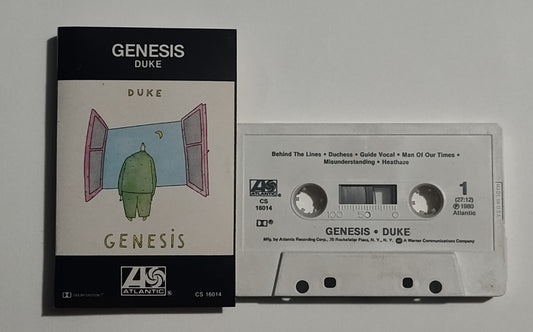 GENESIS
DUKE
DUKE
GENESiS
ATLANTIC
CS 16014
Behind The Lines • Duchess • Guide Vocal • Man Of Our Times •
Misunderstanding • Heathaze
ATLANTIC
CS
16014
1
(27:12)
℗ 1980
Atlantic
100 50 0
GENESIS • DUKE
Mfg. by Atlantic Recording Corp., 75 Rockefeller Plaza, N. Y., N. Y. A Warner Communications Company